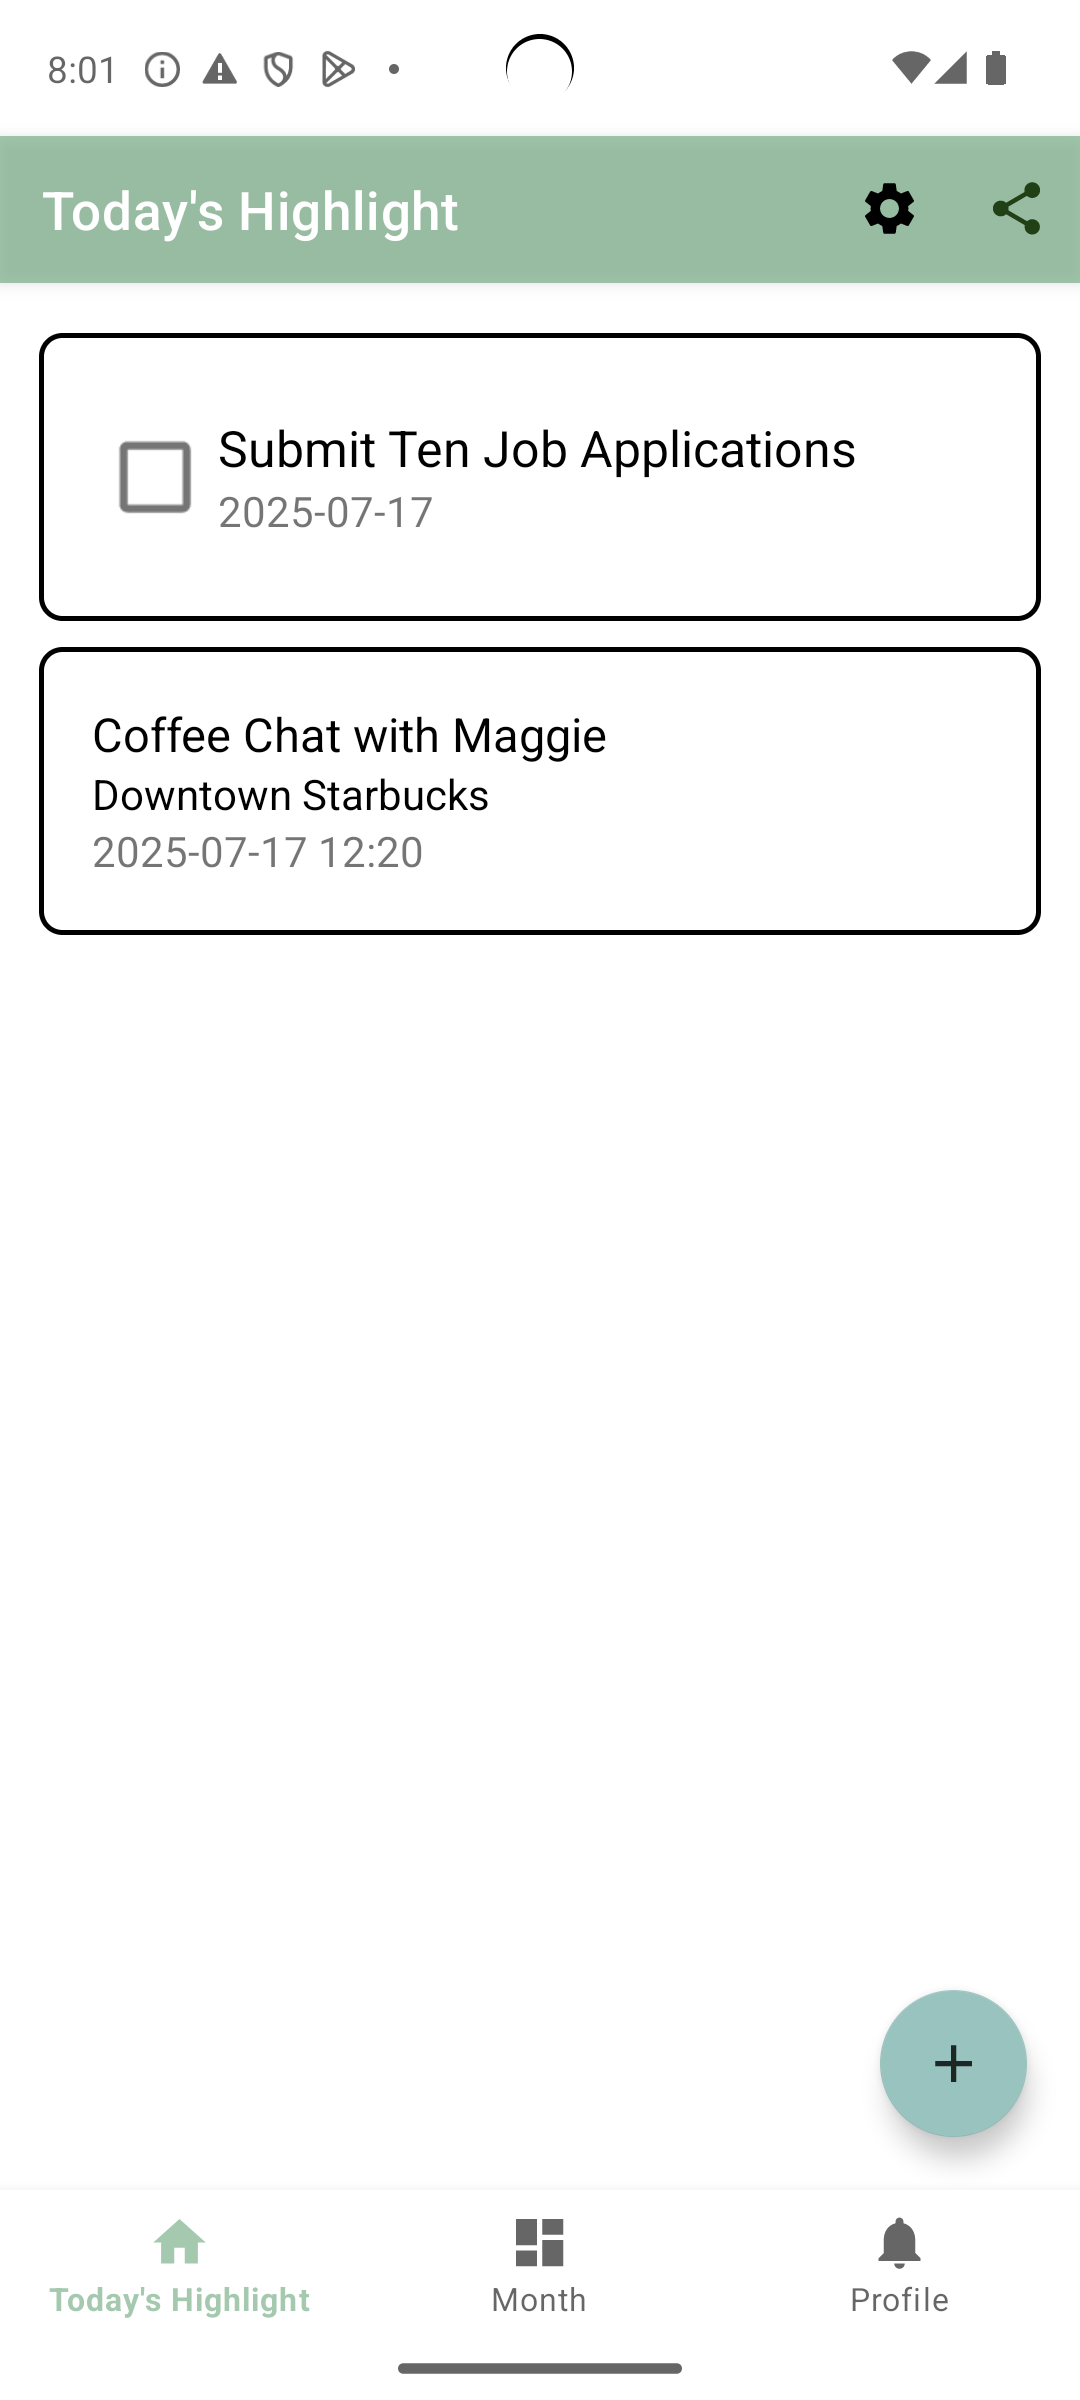 8:01
Today's Highlight
Submit Ten Job Applications
2025-07-17
Coffee Chat with Maggie
Downtown Starbucks
2025-07-17 12:20
Today's Highlight
Month
Profile